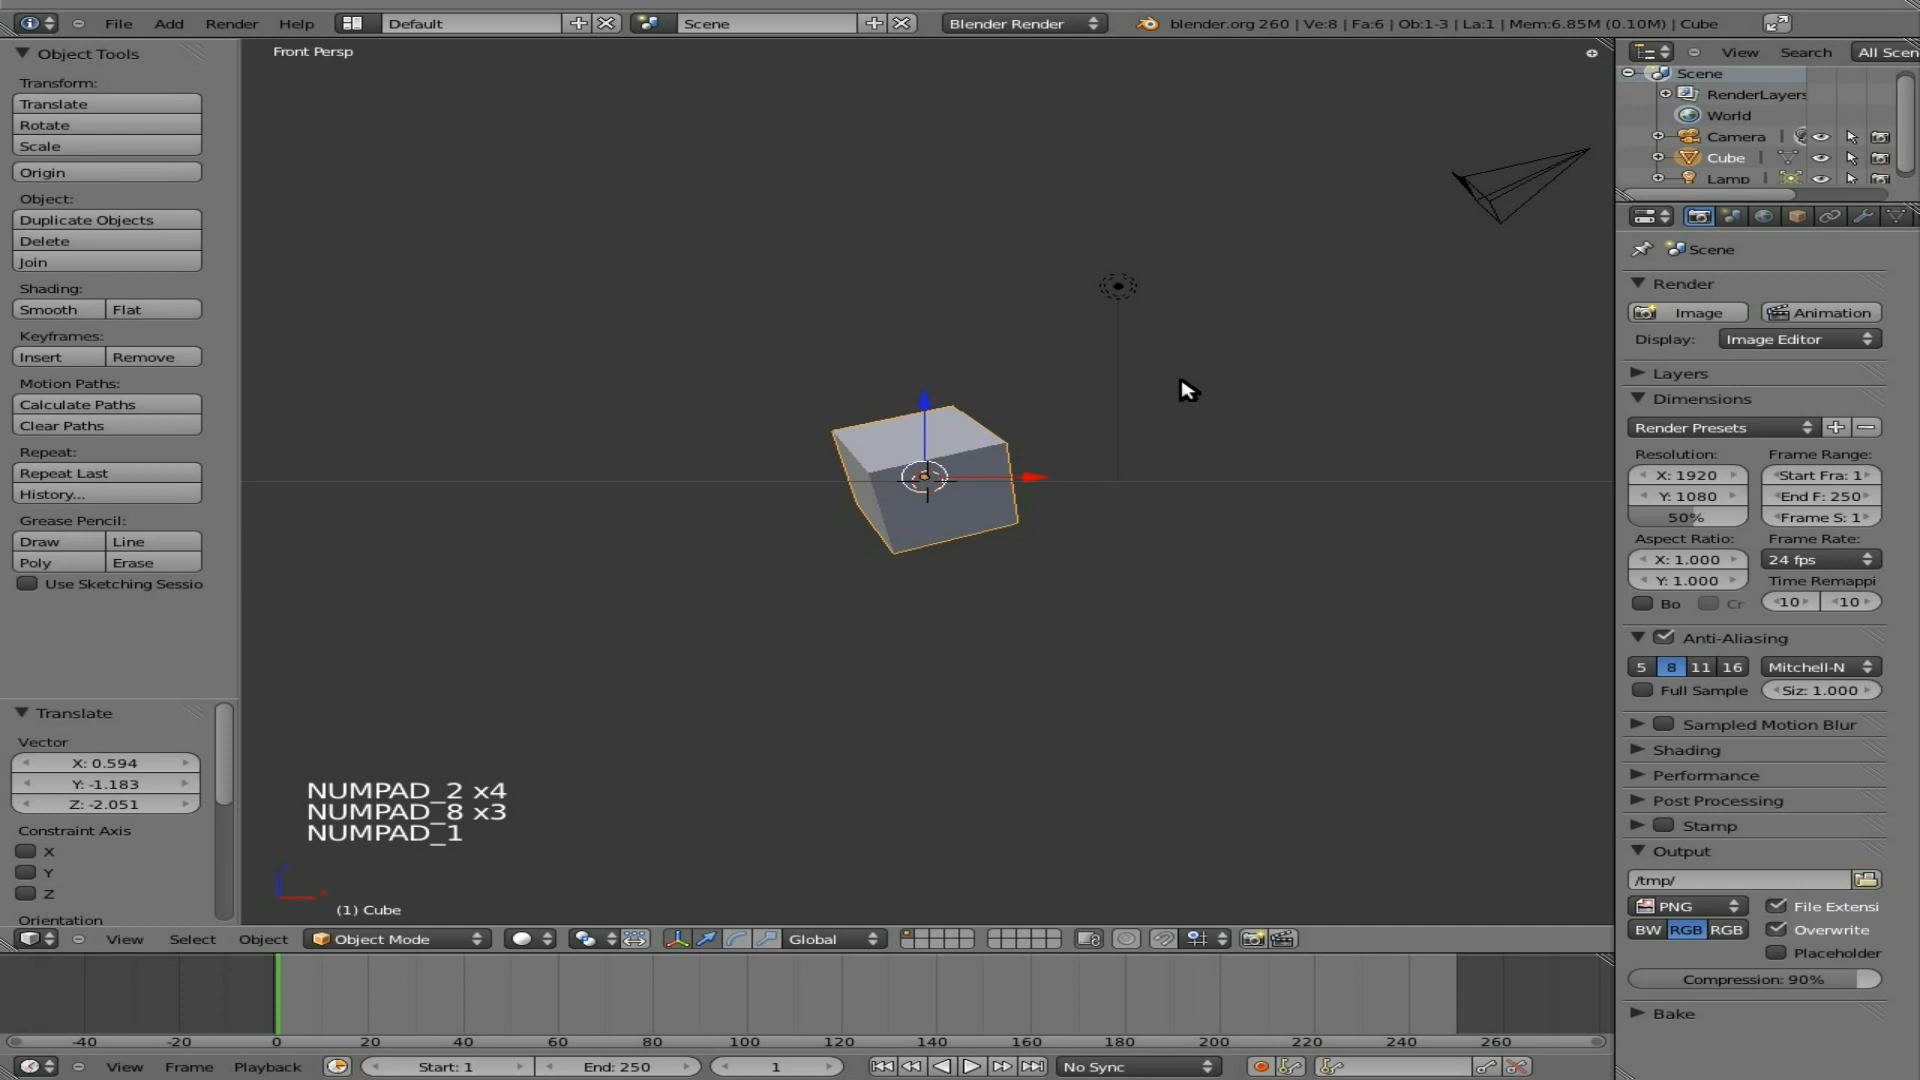 File Add Render Help Default Scene Blender Render blender.org 260 | Ve:8 | Fa:6 | Ob:1-3 | La:1 | Mem:6.85M (0.10M) | Cube
Object Tools
Transform:
Translate
Rotate
Scale
Origin
Object:
Duplicate Objects
Delete
Join
Shading:
Smooth Flat
Keyframes:
Insert Remove
Motion Paths:
Calculate Paths
Clear Paths
Repeat:
Repeat Last
History...
Grease Pencil:
Draw Line
Poly Erase
Use Sketching Sessio
Translate
Vector
X: 0.594
Y: -1.183
Z: -2.051
Constraint Axis
X
Y
Z
Orientation
Front Persp
NUMPAD_2 x4
NUMPAD_8 x3
NUMPAD_1
(1) Cube
View Select Object Object Mode Global
-40 -20 0 20 40 60 80 100 120 140 160 180 200 220 240 260
View Frame Playback Start: 1 End: 250 1 No Sync
View Search All Scen
Scene
RenderLayers
World
Camera
Cube
Lamp
Scene
Render
Image Animation
Display: Image Editor
Layers
Dimensions
Render Presets
Resolution: Frame Range:
X: 1920 Start Fra: 1
Y: 1080 End F: 250
50% Frame S: 1
Aspect Ratio: Frame Rate:
X: 1.000 24 fps
Y: 1.000 Time Remappi
Bo Cr 10 10
Anti-Aliasing
5 8 11 16 Mitchell-N
Full Sample Siz: 1.000
Sampled Motion Blur
Shading
Performance
Post Processing
Stamp
Output
/tmp/
PNG File Extensi
BW RGB RGB Overwrite
Placeholder
Compression: 90%
Bake